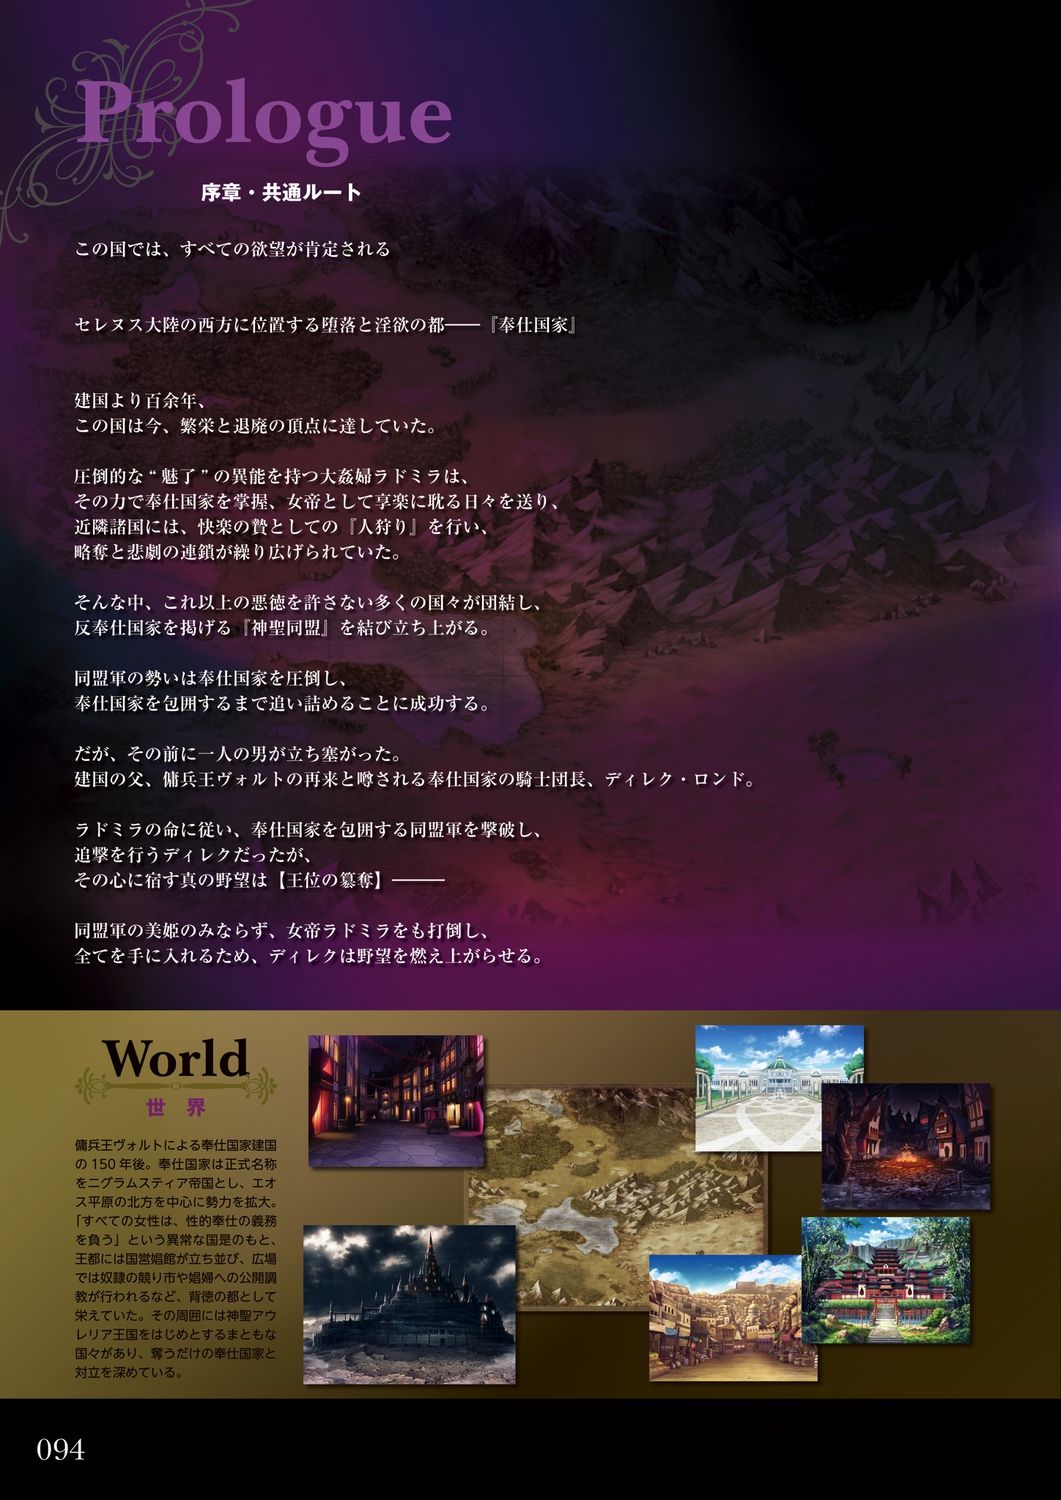 Prologue
序章・共通ルート
この国では、すべての欲望が肯定される
セレヌス大陸の西方に位置する堕落と淫欲の都――『奉仕国家』
建国より百余年、
この国は今、繁栄と退廃の頂点に達していた。
圧倒的な“魅了”の異能を持つ大姦婦ラドミラは、
その力で奉仕国家を掌握、女帝として享楽に耽る日々を送り、
近隣諸国には、快楽の贄としての『人狩り』を行い、
略奪と悲劇の連鎖が繰り広げられていた。
そんな中、これ以上の悪徳を許さない多くの国々が団結し、
反奉仕国家を掲げる『神聖同盟』を結び立ち上がる。
同盟軍の勢いは奉仕国家を圧倒し、
奉仕国家を包囲するまで追い詰めることに成功する。
だが、その前に一人の男が立ち塞がった。
建国の父、傭兵王ヴォルトの再来と噂される奉仕国家の騎士団長、ディレク・ロンド。
ラドミラの命に従い、奉仕国家を包囲する同盟軍を撃破し、
追撃を行うディレクだったが、
その心に宿す真の野望は【王位の簒奪】―――
同盟軍の美姫のみならず、女帝ラドミラをも打倒し、
全てを手に入れるため、ディレクは野望を燃え上がらせる。
World
世界
傭兵王ヴォルトによる奉仕国家建国
の150年後。奉仕国家は正式名称
をニグラムスティア帝国とし、エオ
ス平原の北方を中心に勢力を拡大。
「すべての女性は、性的奉仕の義務
を負う」という異常な国是のもと、
王都には国営娼館が立ち並び、広場
では奴隷の競り市や娼婦への公開調
教が行われるなど、背徳の都として
栄えていた。その周囲には神聖アウ
レリア王国をはじめとするまともな
国々があり、奪うだけの奉仕国家と
対立を深めている。
094